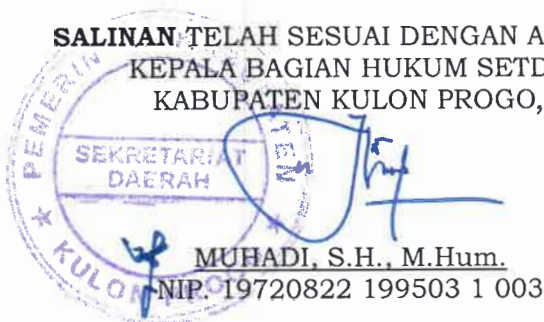 SALINAN TELAH SESUAI DENGAN A
KEPALA BAGIAN HUKUM SETD
KABUPATEN KULON PROGO,
SEKRETARIAT
DAERAH
KULON
MUHADI, S.H., M.Hum.
NIP. 19720822 199503 1 003